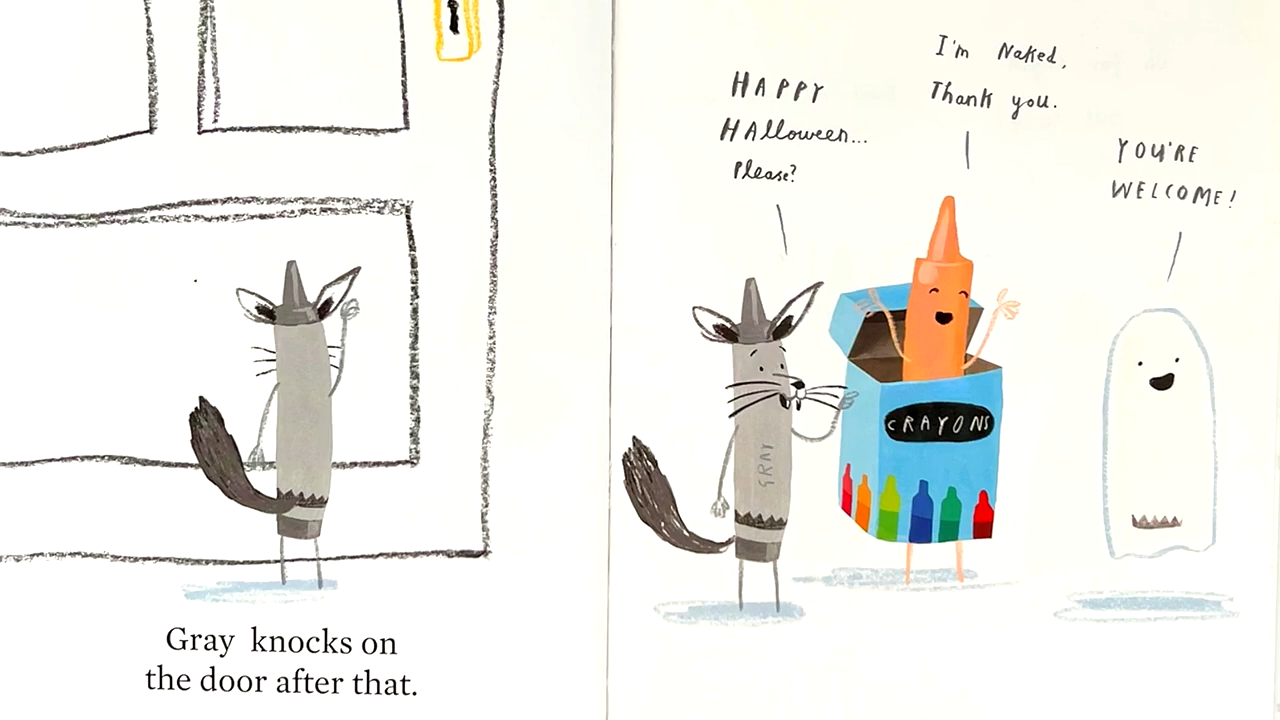 Gray knocks on
the door after that.
HAPPY
HAlloween...
Please?
I'm Naked,
Thank you.
YOU'RE
WELCOME!
CRAYONS
GRAY